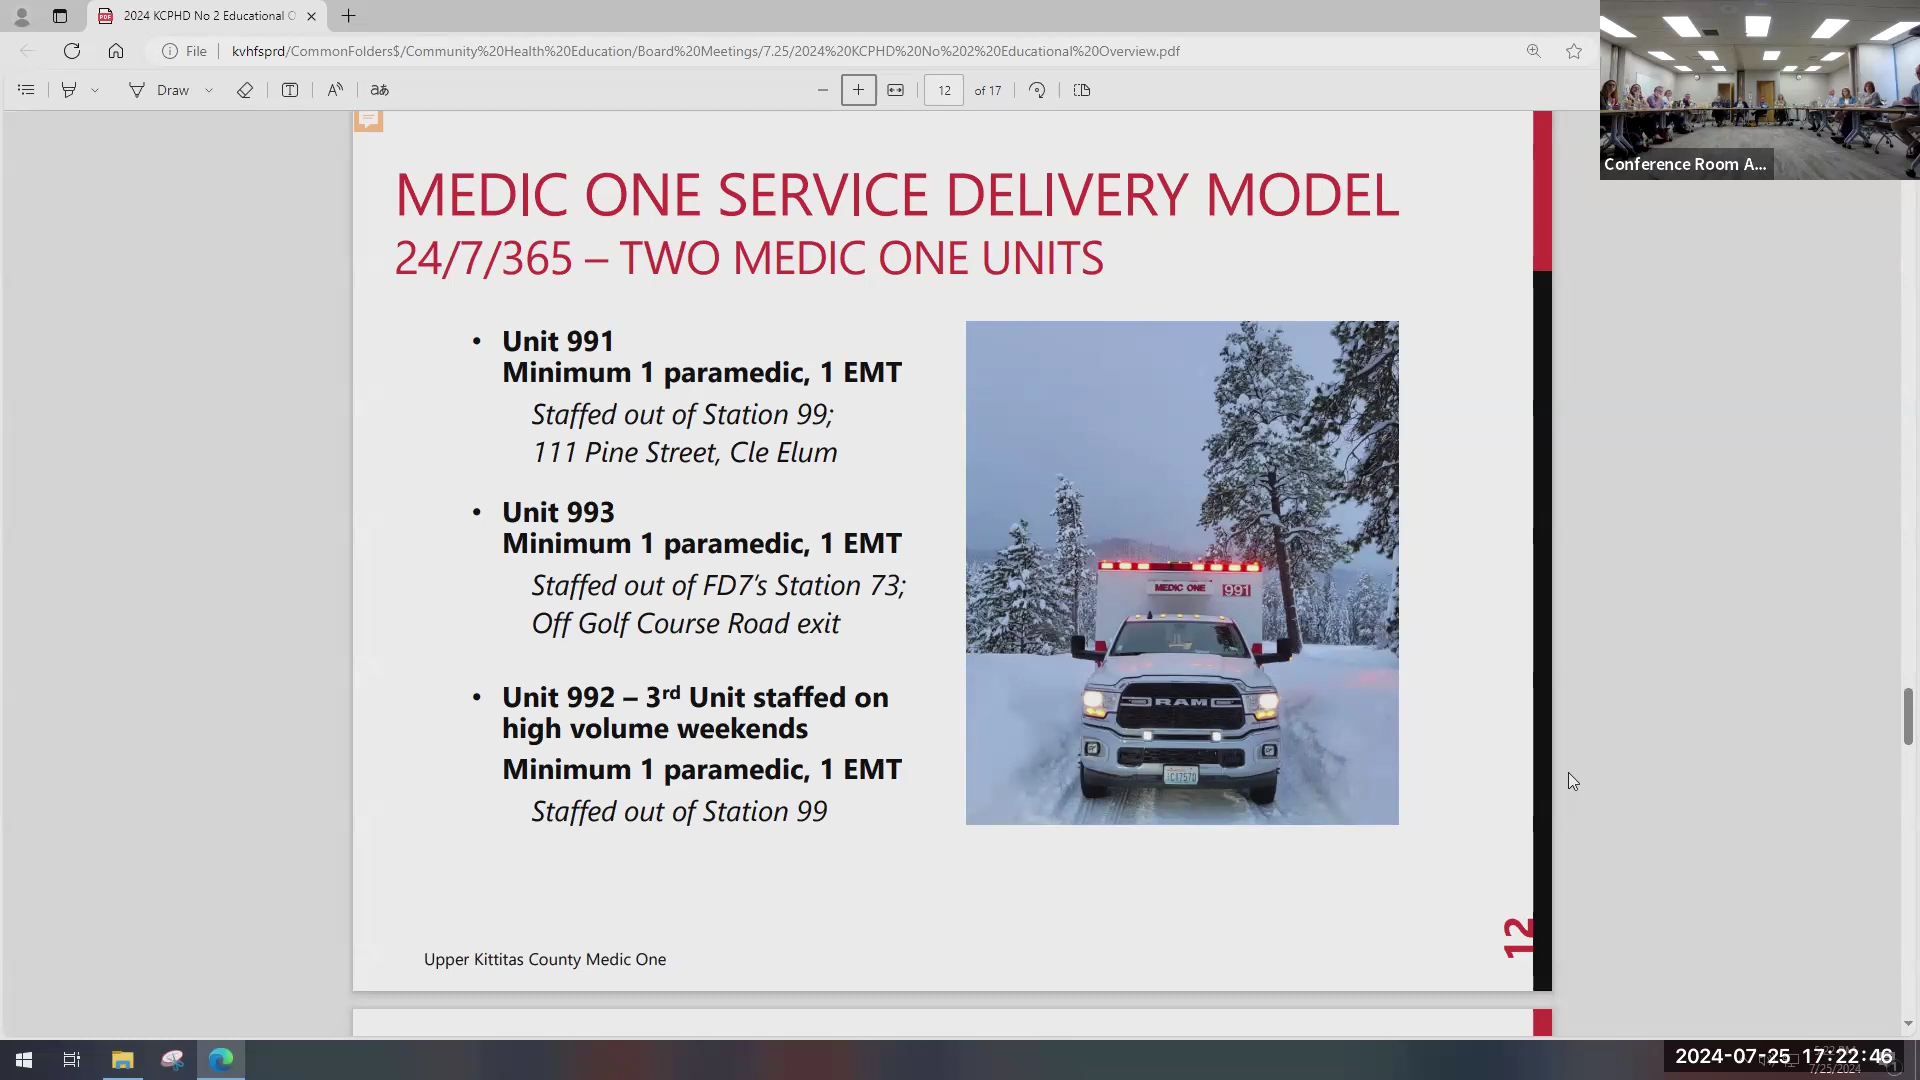 2024 KCPHD No 2 Educational O
File
kvhfsprd/CommonFolders$/Community%20Health%20Education/Board%20Meetings/7.25/2024%20KCPHD%20No%202%20Educational%20Overview.pdf
Draw
12 of 17
Conference Room A...
MEDIC ONE SERVICE DELIVERY MODEL
24/7/365 – TWO MEDIC ONE UNITS
• Unit 991
Minimum 1 paramedic, 1 EMT
Staffed out of Station 99;
111 Pine Street, Cle Elum
• Unit 993
Minimum 1 paramedic, 1 EMT
Staffed out of FD7's Station 73;
Off Golf Course Road exit
• Unit 992 – 3rd Unit staffed on
high volume weekends
Minimum 1 paramedic, 1 EMT
Staffed out of Station 99
MEDIC ONE 991
RAM
Upper Kittitas County Medic One
12
2024-07-25 17:22:46
7/25/2024